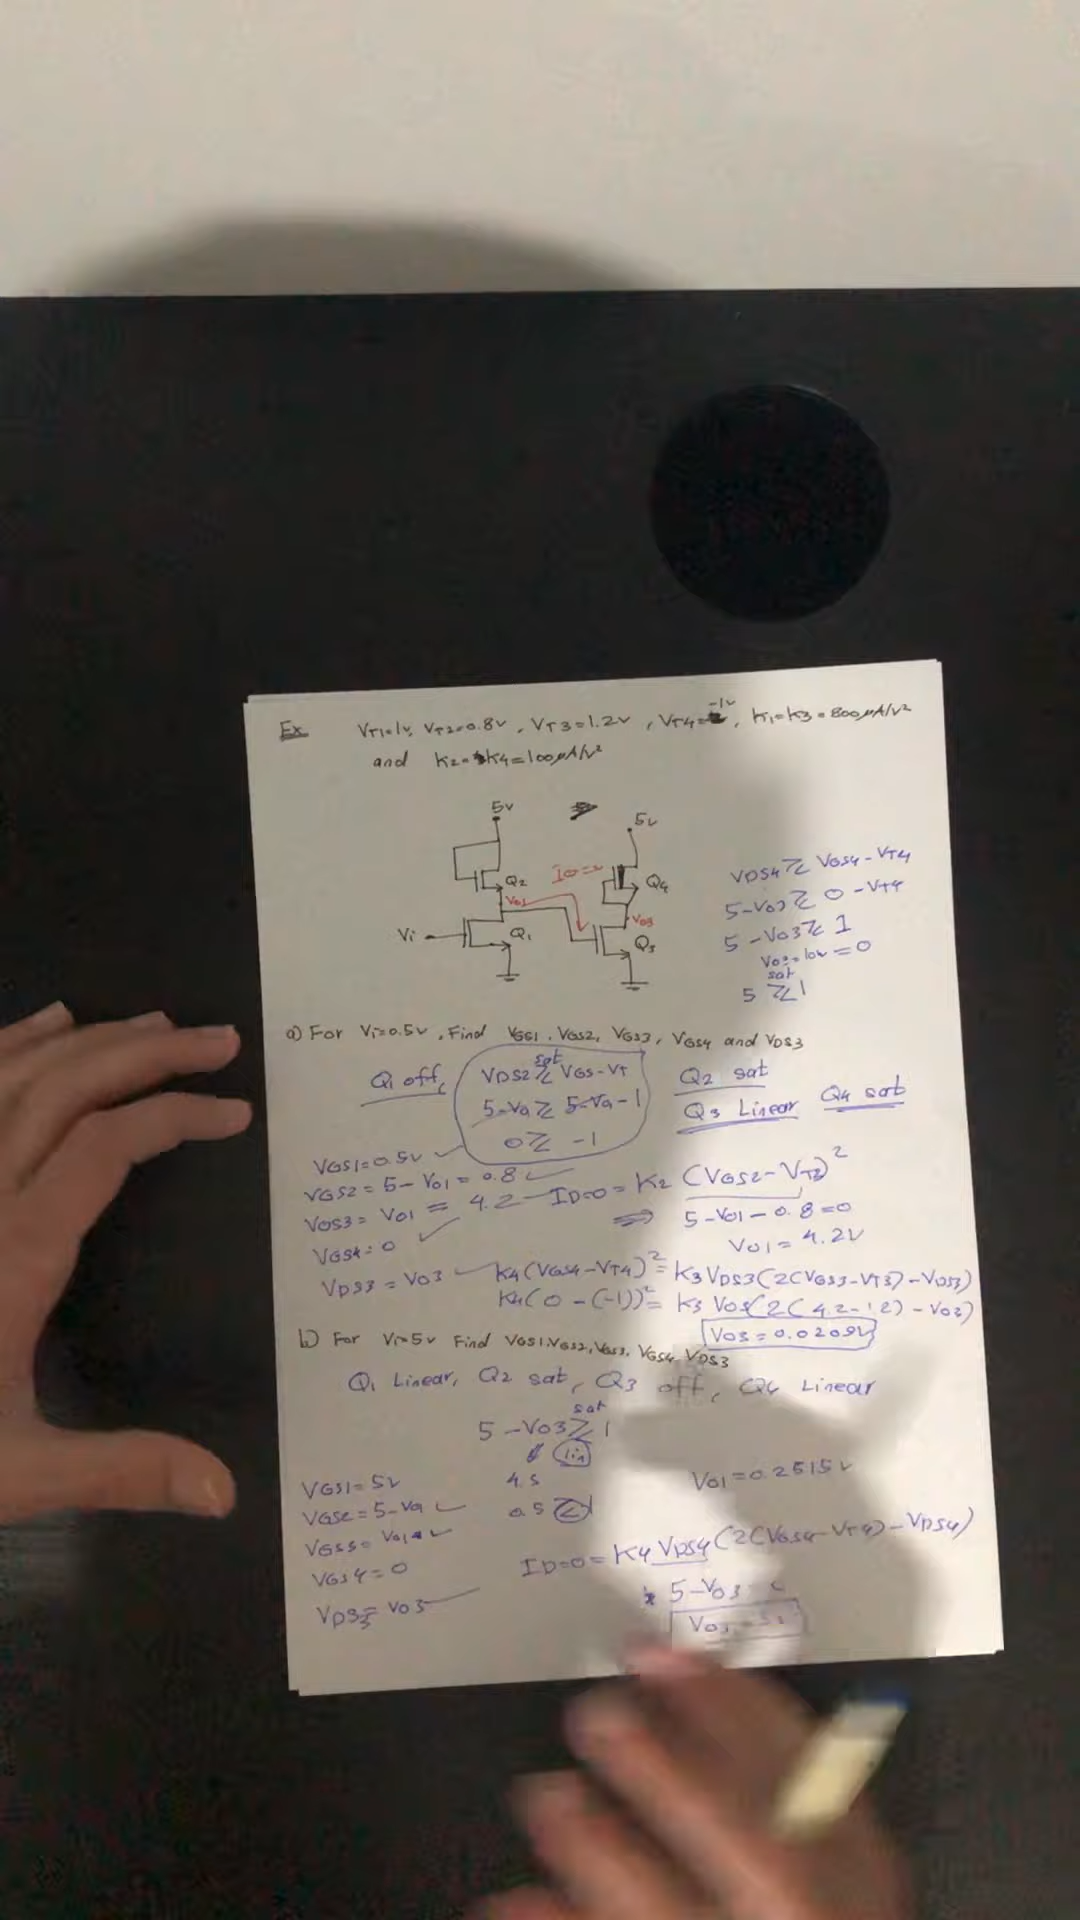 Ex VT1=1v, VT2=0.8v, VT3=1.2v, VT4=-1v, K1=K3=800μA/V²
and K2=K4=100μA/V²
5v
5v
Q2
I0=
Q4
Vo1
Vo3
Vi
Q1
Q3
VDS4 ≥ VGS4-VT4
5-Vo3 ≥ 0-VT4
5-Vo3 ≥ 1
Vo3=low=0
sat
5 ≥ 1
a) For Vi=0.5v, Find VGS1, VGS2, VGS3, VGS4 and VDS3
Q1 off,
sat
VDS2 ≥ VGS-VT
5-Va ≥ 5-Va-1
0 ≥ -1
Q2 sat
Q3 Linear Q4 sat
VGS1=0.5v
VGS2=5-Vo1=0.8
VGS3=Vo1=4.2
VGS4=0
VDS3=Vo3
ID=0=K2(VGS2-VT2)²
⇒ 5-Vo1-0.8=0
Vo1=4.2V
K4(VGS4-VT4)²=K3VDS3(2(VGS3-VT3)-VDS3)
K4(0-(-1))²=K3 Vo3(2(4.2-1.2)-Vo3)
Vo3=0.0209V
b) For Vi=5v Find VGS1, VGS2, VGS3, VGS4 VDS3
Q1 Linear, Q2 sat, Q3 off, Q4 Linear
sat
5-Vo3 ≥ 1
lin
4.5
0.5 ≥ 1
VGS1=5v
VGS2=5-Vo1
VGS3=Vo1
VGS4=0
VDS3=Vo3
Vo1=0.2515v
ID=0=K4 VDS4(2(VGS4-VT4)-VDS4)
5-Vo3